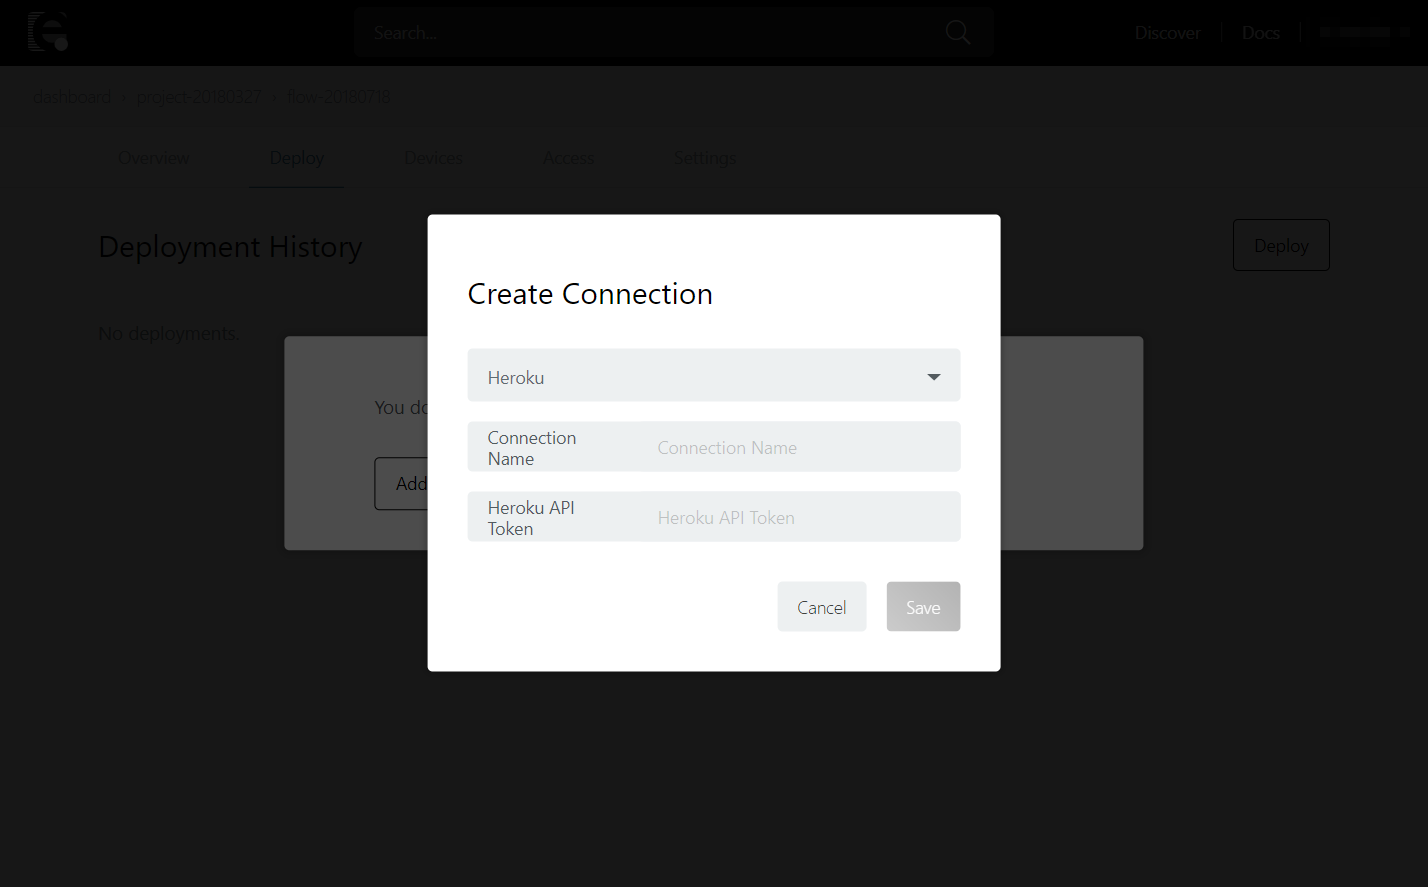 Search...
Discover
Docs
dashboard › project-20180327 › flow-20180718
Overview
Deploy
Devices
Access
Settings
Deployment History
Deploy
No deployments.
You do
Add
Create Connection
Heroku
Connection
Name
Connection Name
Heroku API
Token
Heroku API Token
Cancel
Save